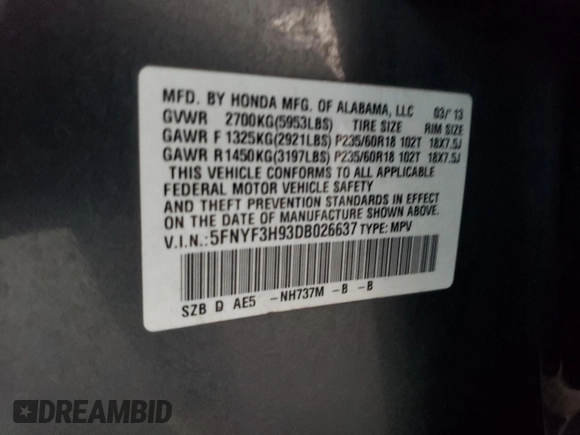 MFD. BY HONDA MFG. OF ALABAMA, LLC 03/'13
GVWR 2700KG(5953LBS) TIRE SIZE RIM SIZE
GAWR F 1325KG(2921LBS) P235/60R18 102T 18X7.5J
GAWR R1450KG(3197LBS) P235/60R18 102T 18X7.5J
THIS VEHICLE CONFORMS TO ALL APPLICABLE
FEDERAL MOTOR VEHICLE SAFETY
AND THEFT PREVENTION STANDARDS IN EFFECT
ON THE DATE OF MANUFACTURE SHOWN ABOVE.
V.I.N.:5FNYF3H93DB026637 TYPE: MPV
SZB D AE5 -NH737M -B -B
DREAMBID